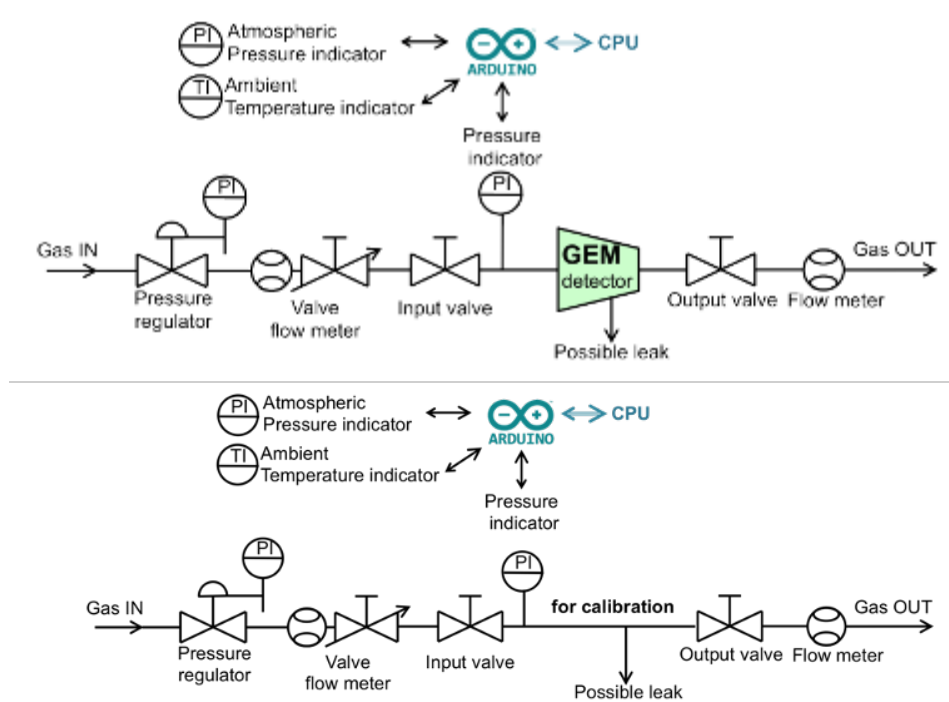 PI Atmospheric
Pressure indicator
TI Ambient
Temperature indicator
ARDUINO
CPU
Pressure
indicator
PI
PI
Gas IN
Pressure
regulator
Valve
flow meter
Input valve
GEM
detector
Possible leak
Output valve
Flow meter
Gas OUT
PI Atmospheric
Pressure indicator
TI Ambient
Temperature indicator
ARDUINO
CPU
Pressure
indicator
PI
PI
Gas IN
Pressure
regulator
Valve
flow meter
Input valve
for calibration
Possible leak
Output valve
Flow meter
Gas OUT